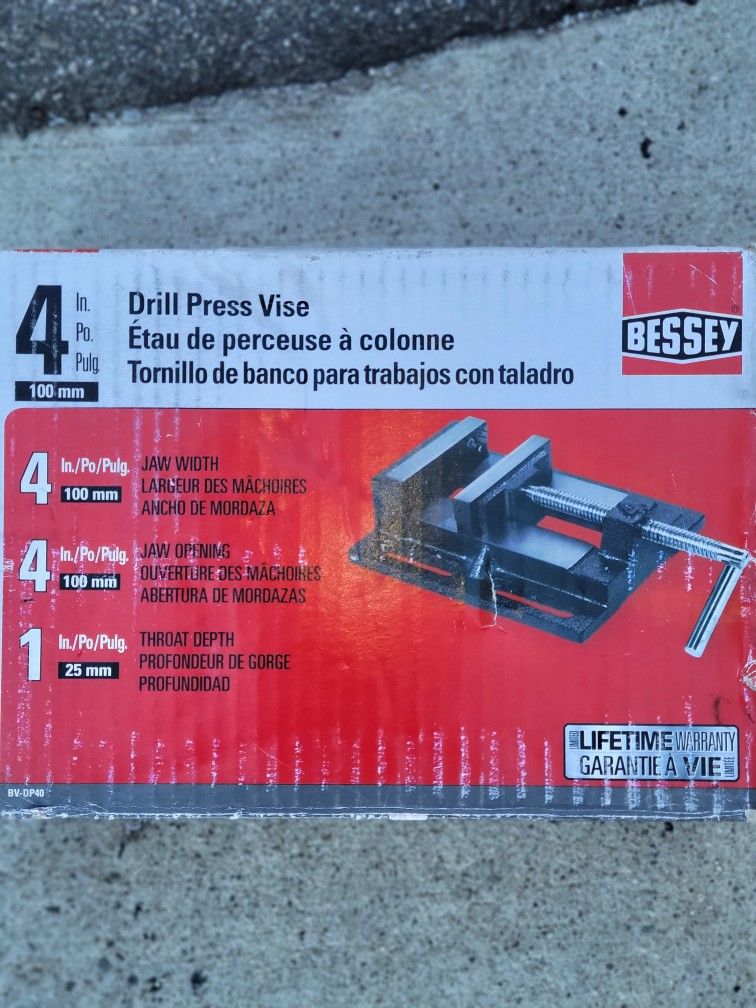 4 In.
Po.
Pulg.
100 mm
Drill Press Vise
Étau de perceuse à colonne
Tornillo de banco para trabajos con taladro
BESSEY®
4 In./Po/Pulg.
100 mm
JAW WIDTH
LARGEUR DES MÂCHOIRES
ANCHO DE MORDAZA
4 In./Po/Pulg.
100 mm
JAW OPENING
OUVERTURE DES MÂCHOIRES
ABERTURA DE MORDAZAS
1 In./Po/Pulg.
25 mm
THROAT DEPTH
PROFONDEUR DE GORGE
PROFUNDIDAD
LIMITED LIFETIME WARRANTY
GARANTIE À VIE LIMITÉE
BV-DP40